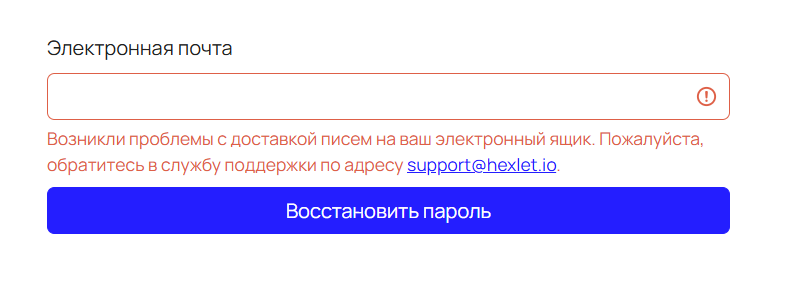 Электронная почта
Возникли проблемы с доставкой писем на ваш электронный ящик. Пожалуйста,
обратитесь в службу поддержки по адресу support@hexlet.io.
Восстановить пароль